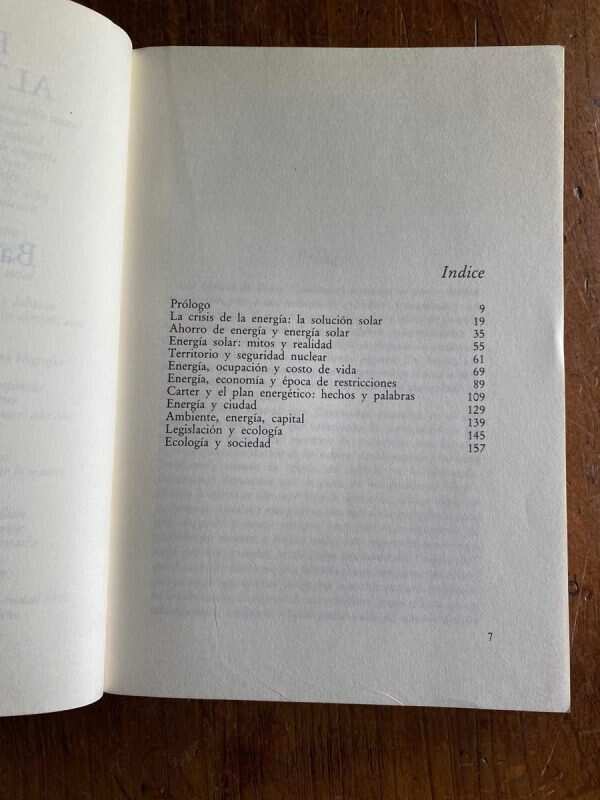 Indice
Prólogo 9
La crisis de la energía: la solución solar 19
Ahorro de energía y energía solar 35
Energía solar: mitos y realidad 55
Territorio y seguridad nuclear 61
Energía, ocupación y costo de vida 69
Energía, economía y época de restricciones 89
Carter y el plan energético: hechos y palabras 109
Energía y ciudad 129
Ambiente, energía, capital 139
Legislación y ecología 145
Ecología y sociedad 157
7